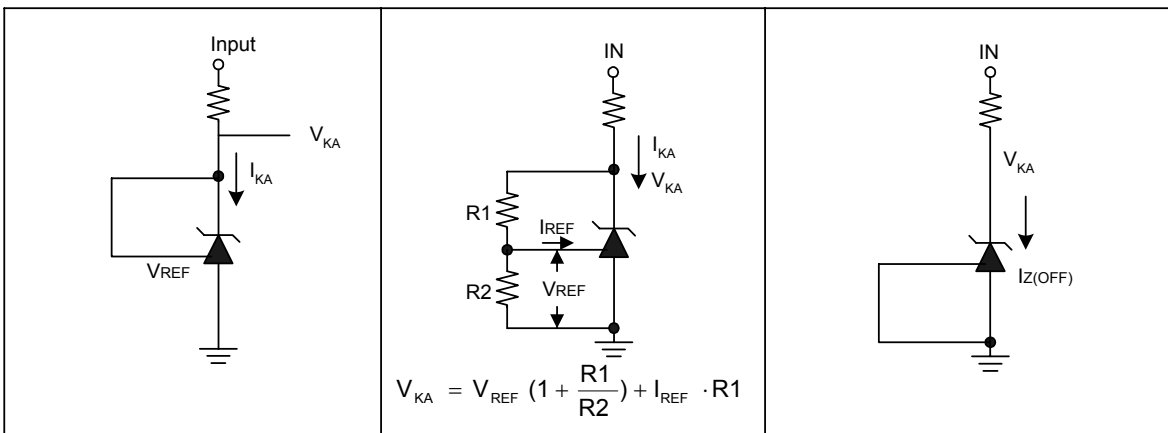 Input
V_KA
I_KA
VREF
IN
I_KA
V_KA
R1
IREF
R2
VREF
V_KA = V_REF (1 + R1/R2) + I_REF · R1
IN
V_KA
IZ(OFF)